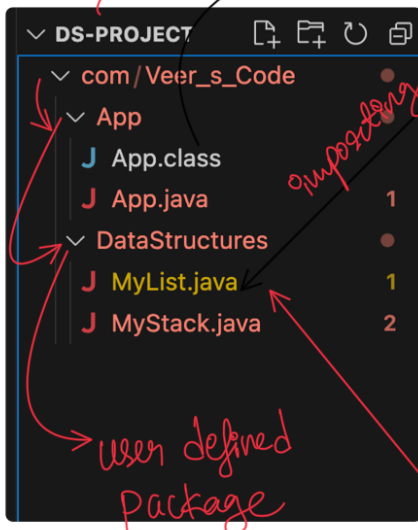 DS-PROJECT
com/Veer_s_Code
App
App.class
App.java 1
DataStructures
MyList.java 1
MyStack.java 2
importing
user defined
package